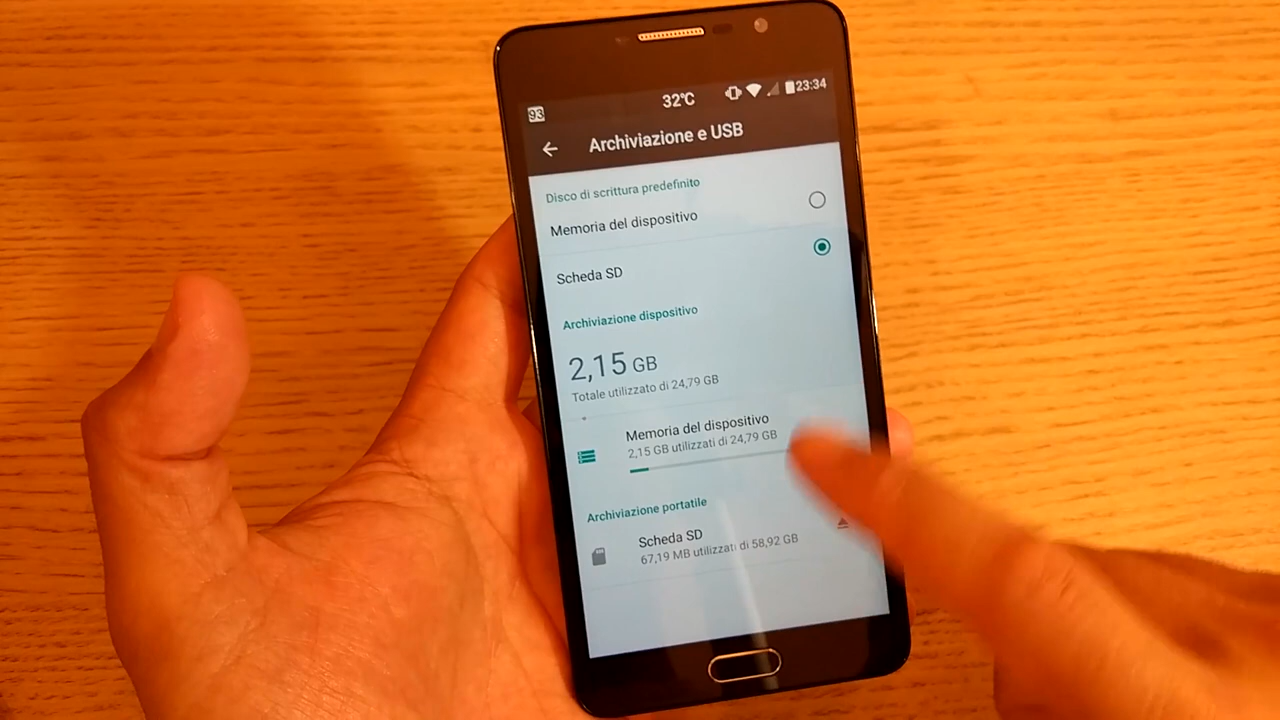 93
32°C
23:34
Archiviazione e USB
Disco di scrittura predefinito
Memoria del dispositivo
Scheda SD
Archiviazione dispositivo
2,15 GB
Totale utilizzato di 24,79 GB
Memoria del dispositivo
2,15 GB utilizzati di 24,79 GB
Archiviazione portatile
Scheda SD
67,19 MB utilizzati di 58,92 GB